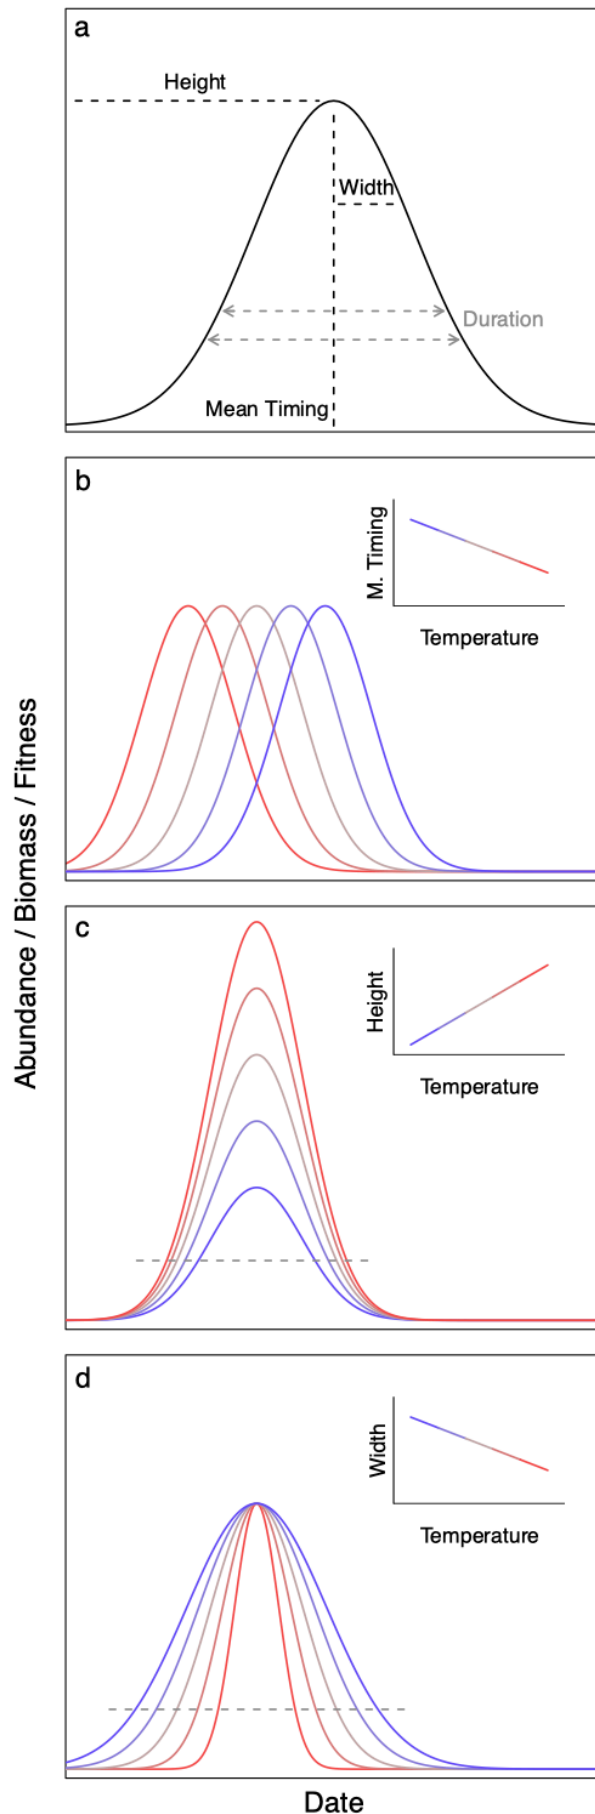 a
Height
Width
Duration
Mean Timing
b
M. Timing
Temperature
Abundance / Biomass / Fitness
c
Height
Temperature
d
Width
Temperature
Date